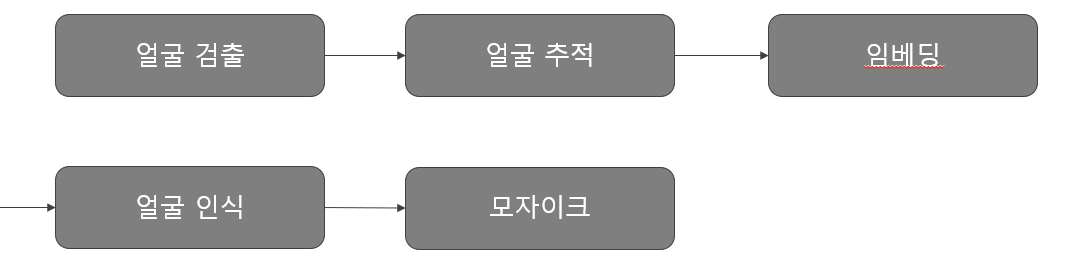 얼굴 검출
얼굴 추적
임베딩
얼굴 인식
모자이크